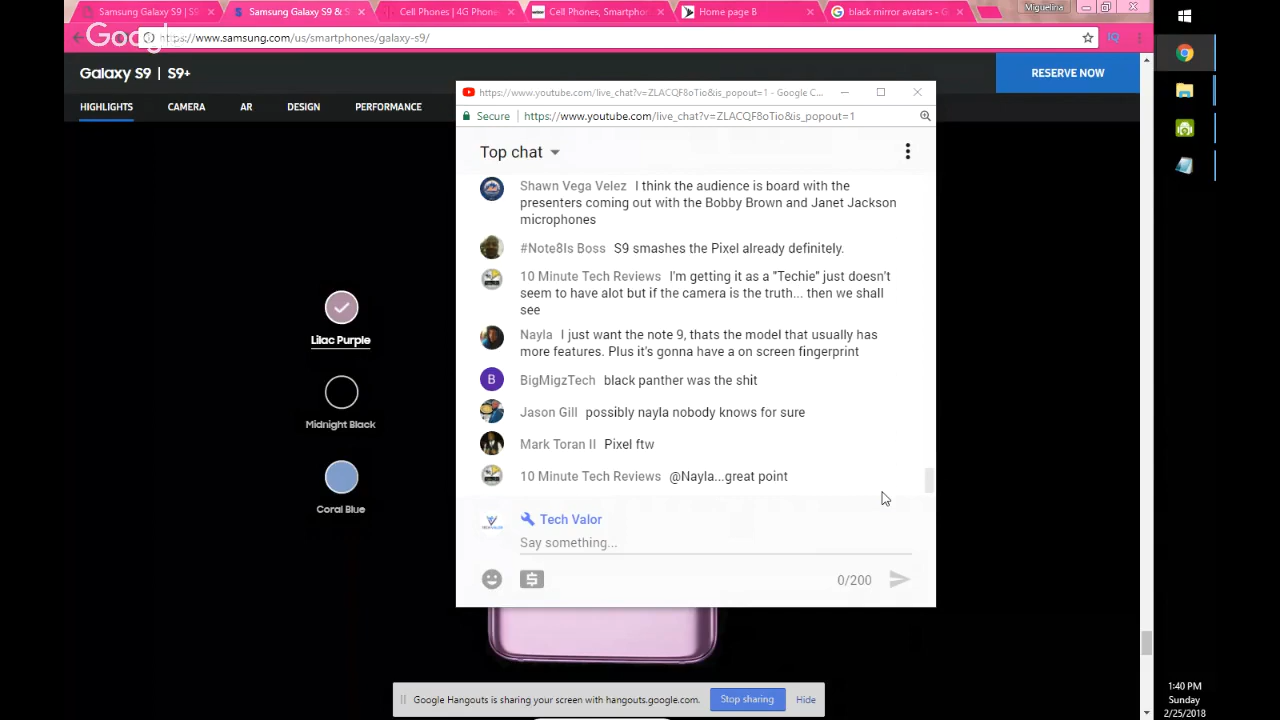 Samsung Galaxy S9 | S
Samsung Galaxy S9 & S
Cell Phones | 4G Phone
Cell Phones, Smartpho
Home page B
black mirror avatars - G
Miguelina
Google
https://www.samsung.com/us/smartphones/galaxy-s9/
IQ
Galaxy S9 | S9+
RESERVE NOW
HIGHLIGHTS CAMERA AR DESIGN PERFORMANCE
https://www.youtube.com/live_chat?v=ZLACQF8oTio&is_popout=1 - Google C...
Secure https://www.youtube.com/live_chat?v=ZLACQF8oTio&is_popout=1
Top chat
Shawn Vega Velez I think the audience is board with the
presenters coming out with the Bobby Brown and Janet Jackson
microphones
#Note8Is Boss S9 smashes the Pixel already definitely.
10 Minute Tech Reviews I'm getting it as a "Techie" just doesn't
seem to have alot but if the camera is the truth... then we shall
see
Nayla I just want the note 9, thats the model that usually has
more features. Plus it's gonna have a on screen fingerprint
B
BigMigzTech black panther was the shit
Jason Gill possibly nayla nobody knows for sure
Mark Toran II Pixel ftw
10 Minute Tech Reviews @Nayla...great point
Tech Valor
Say something...
0/200
Lilac Purple
Midnight Black
Coral Blue
Google Hangouts is sharing your screen with hangouts.google.com. Stop sharing Hide
1:40 PM
Sunday
2/25/2018